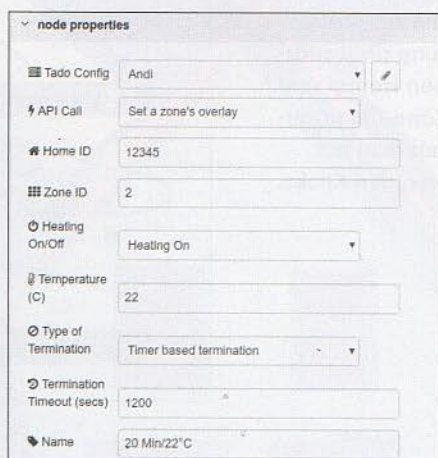 node properties
Tado Config Andi
API Call Set a zone's overlay
Home ID 12345
Zone ID 2
Heating
On/Off Heating On
Temperature
(C) 22
Type of
Termination Timer based termination
Termination
Timeout (secs) 1200
Name 20 Min/22°C